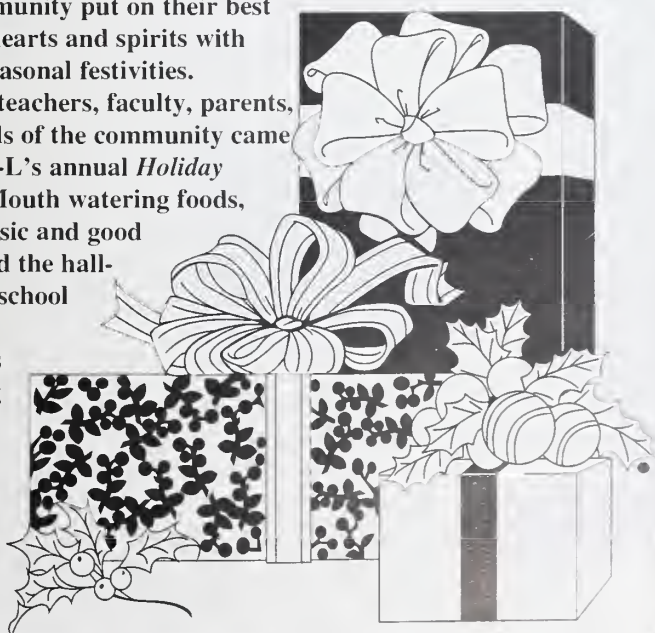 munity put on their best
hearts and spirits with
asonal festivities.
teachers, faculty, parents,
ls of the community came
-L's annual Holiday
Mouth watering foods,
sic and good
d the hall-
school